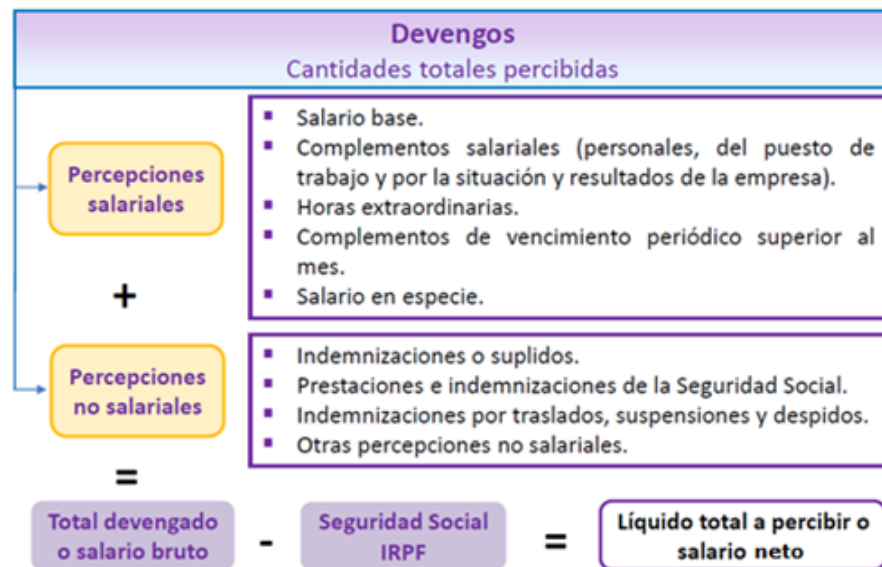 Devengos
Cantidades totales percibidas
Percepciones
salariales
▪ Salario base.
▪ Complementos salariales (personales, del puesto de
trabajo y por la situación y resultados de la empresa).
▪ Horas extraordinarias.
▪ Complementos de vencimiento periódico superior al
mes.
▪ Salario en especie.
+
Percepciones
no salariales
▪ Indemnizaciones o suplidos.
▪ Prestaciones e indemnizaciones de la Seguridad Social.
▪ Indemnizaciones por traslados, suspensiones y despidos.
▪ Otras percepciones no salariales.
=
Total devengado
o salario bruto
-
Seguridad Social
IRPF
=
Líquido total a percibir o
salario neto